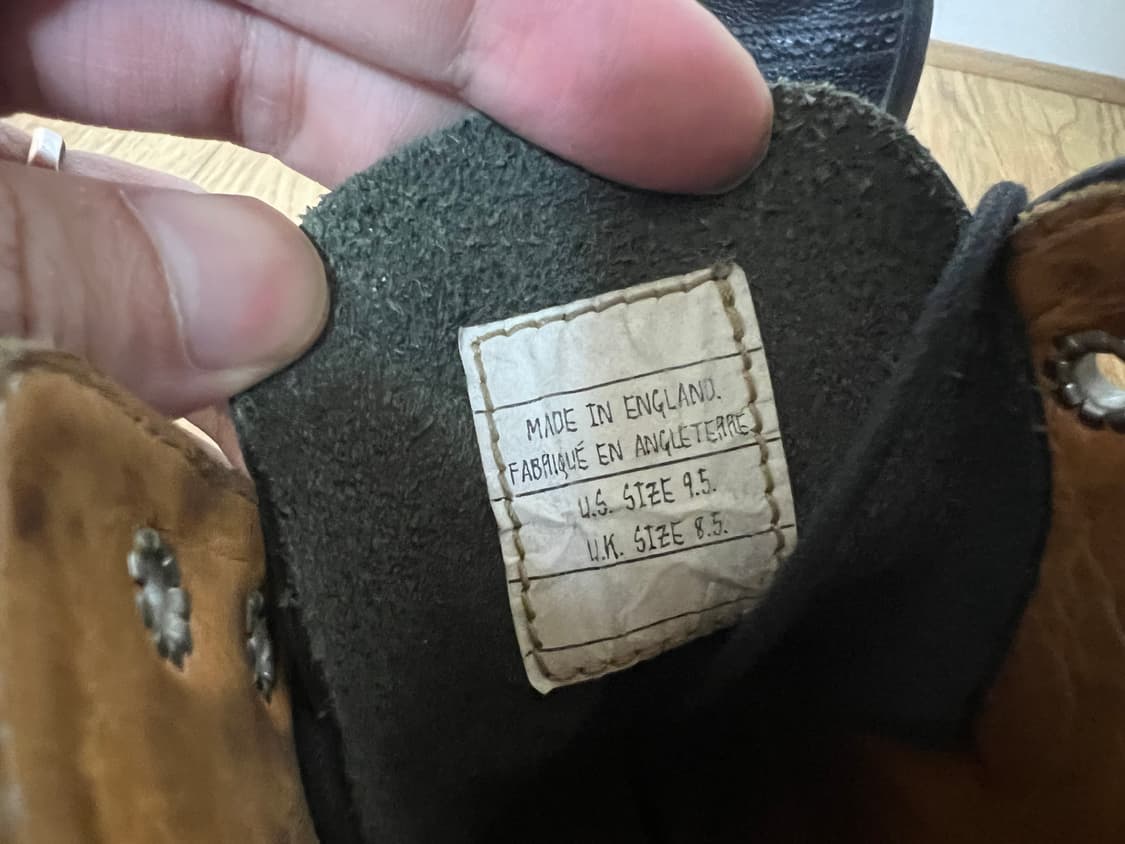 MADE IN ENGLAND.
FABRIQUÉ EN ANGLETERRE
U.S. SIZE 9.5.
U.K. SIZE 8.5.